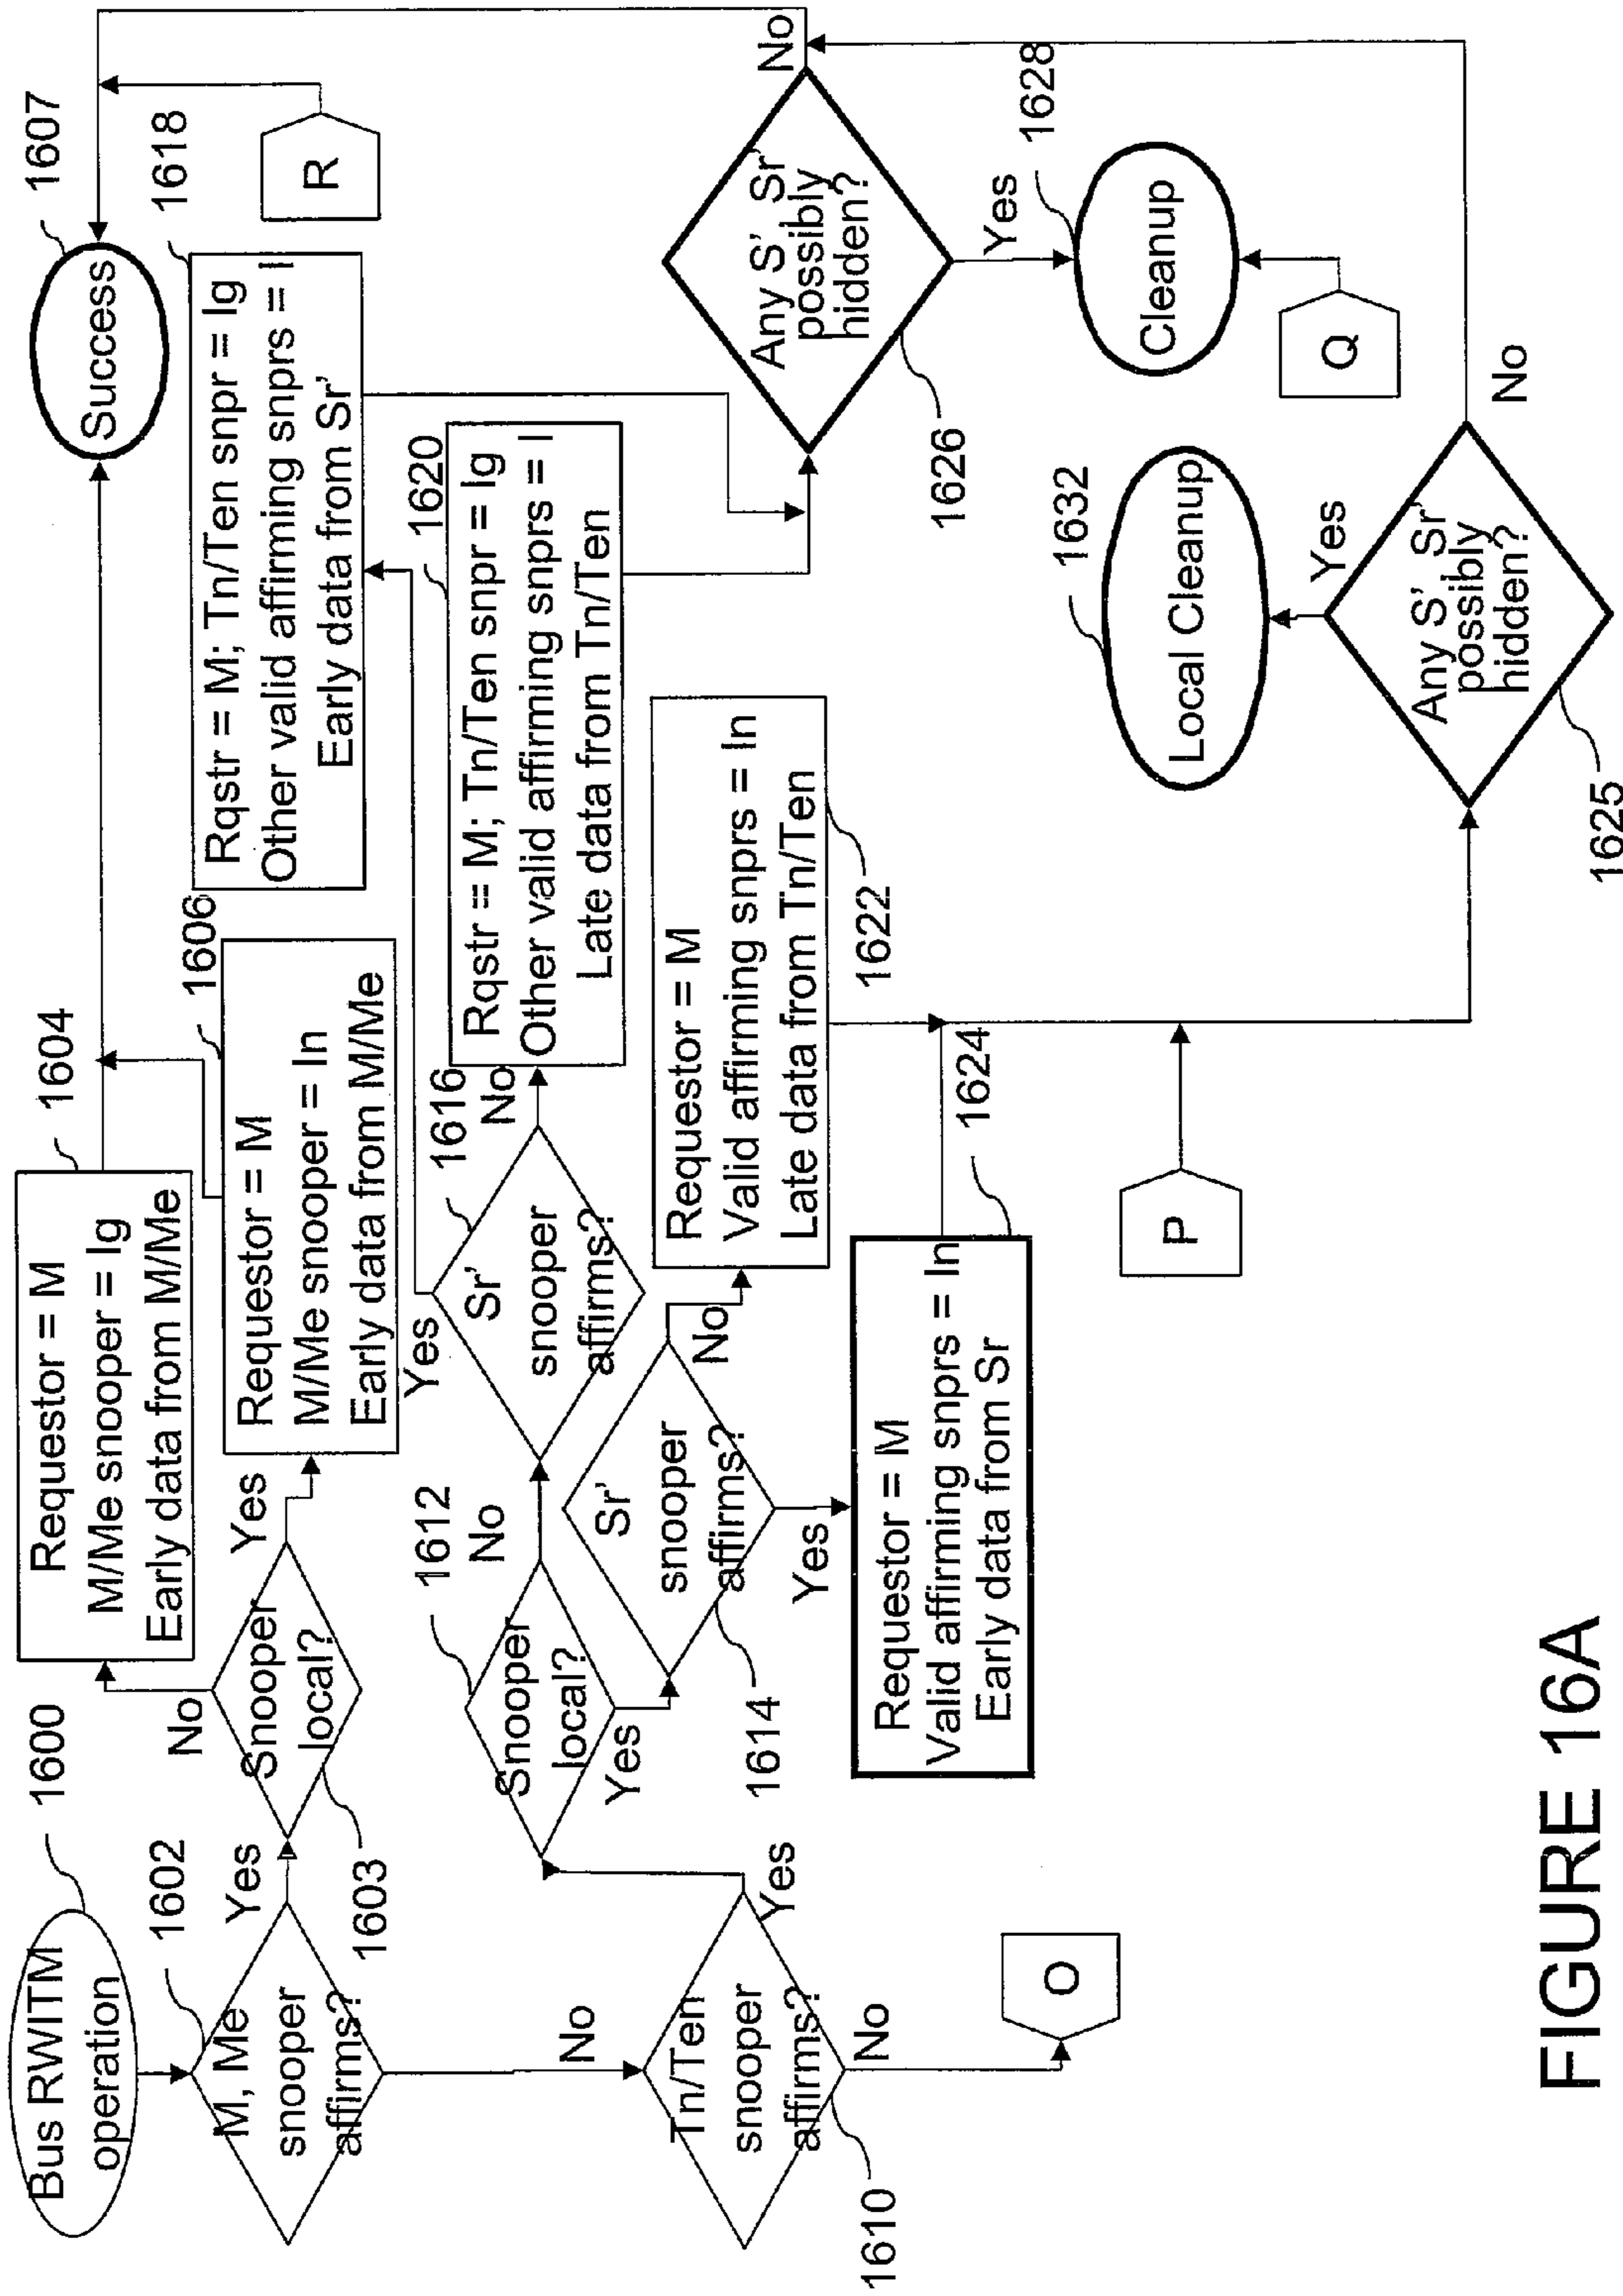 1600
Bus RWITM
operation
1602
M, Me
snooper
affirms?
Yes
No
1603
Snooper
local?
No
Yes
1604
Requestor = M
M/Me snooper = Ig
Early data from M/Me
1606
Requestor = M
M/Me snooper = In
Early data from M/Me
1607
Success
1610
Tn/Ten
snooper
affirms?
Yes
No
O
1612
Snooper
local?
No
Yes
1614
Sr'
snooper
affirms?
No
Yes
1616
Sr'
snooper
affirms?
Yes
No
1618
Rqstr = M; Tn/Ten snpr = Ig
Other valid affirming snprs = I
Early data from Sr'
1620
Rqstr = M; Tn/Ten snpr = Ig
Other valid affirming snprs = I
Late data from Tn/Ten
1622
Requestor = M
Valid affirming snprs = In
Late data from Tn/Ten
1624
Requestor = M
Valid affirming snprs = In
Early data from Sr
P
R
1626
Any S' Sr'
possibly
hidden?
No
Yes
1628
Cleanup
Q
1625
Any S' Sr'
possibly
hidden?
Yes
No
1632
Local Cleanup
FIGURE 16A